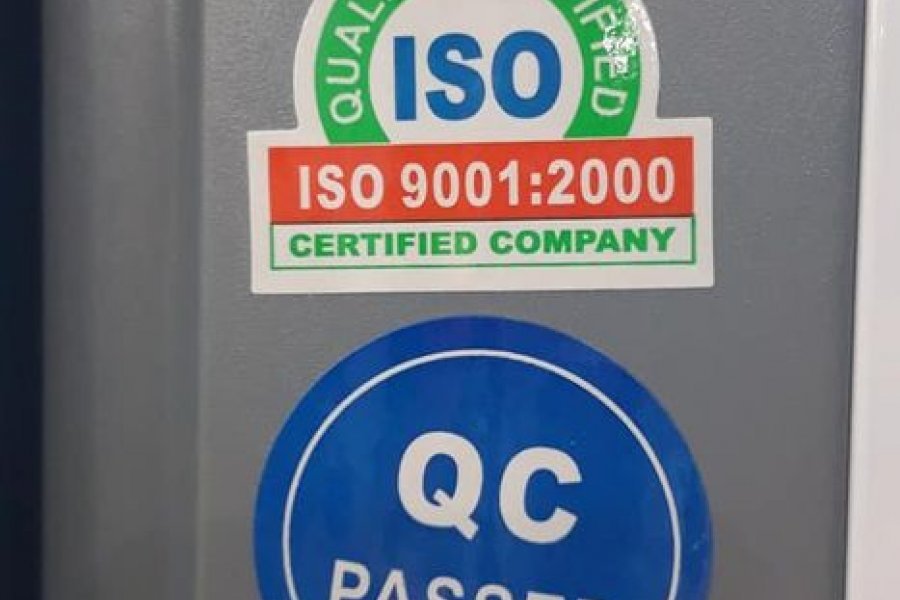 ISO
ISO 9001:2000
CERTIFIED COMPANY
QC